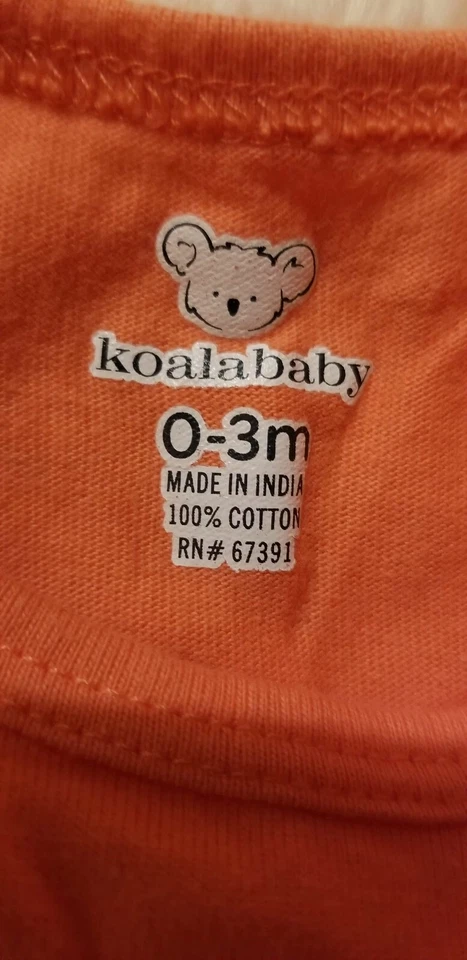 koalababy
0-3m
MADE IN INDIA
100% COTTON
RN# 67391